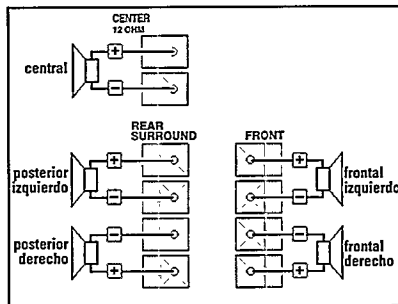 CENTER
12 OHM
central
+
−
REAR
SURROUND
FRONT
posterior
izquierdo
+
−
+
−
frontal
izquierdo
posterior
derecho
−
+
−
+
frontal
derecho